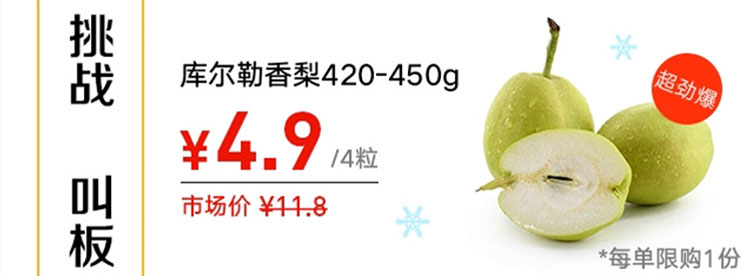 挑战
叫板
库尔勒香梨420-450g
¥4.9/4粒
市场价 ¥11.8
超劲爆
*每单限购1份